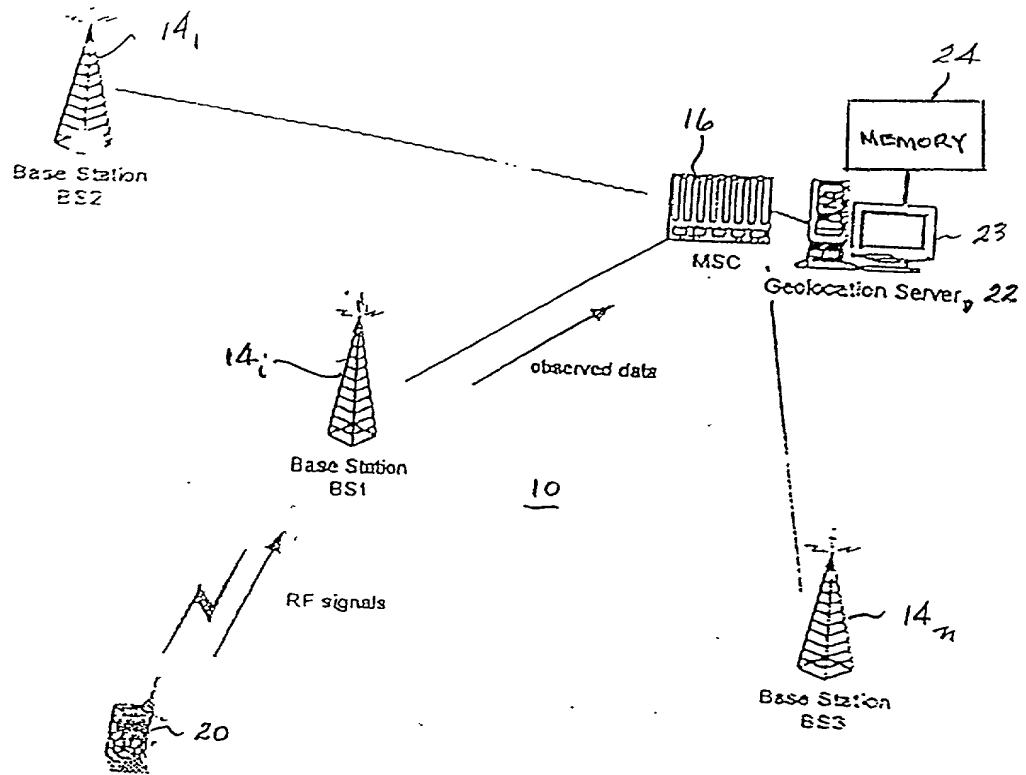 14₁
24
16
MEMORY
Base Station
BS2
23
MSC
Geolocation Server, 22
14ᵢ
observed data
Base Station
BS1
10
RF signals
14ₙ
20
Base Station
BS3